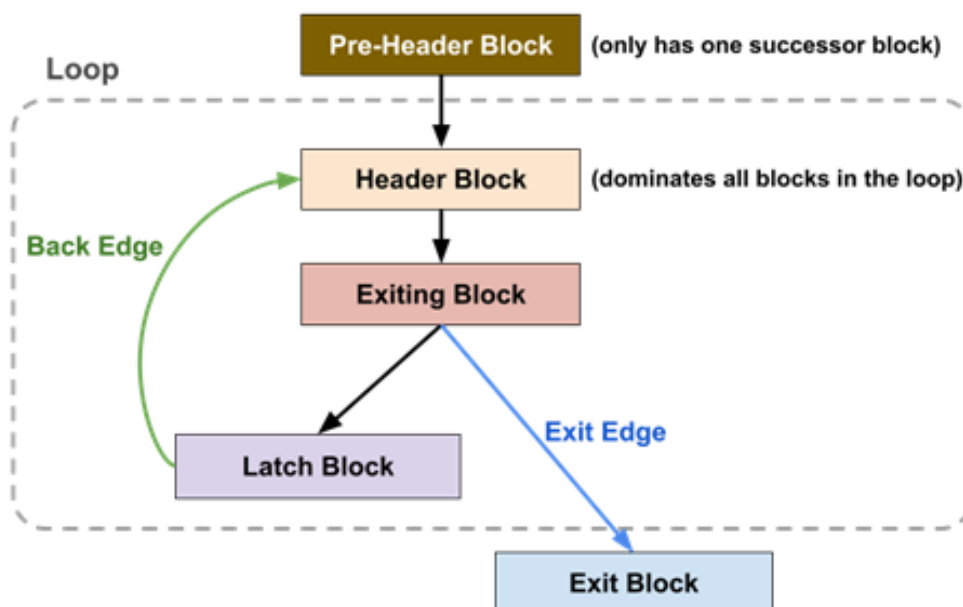 Pre-Header Block
(only has one successor block)
Loop
Header Block
(dominates all blocks in the loop)
Back Edge
Exiting Block
Exit Edge
Latch Block
Exit Block